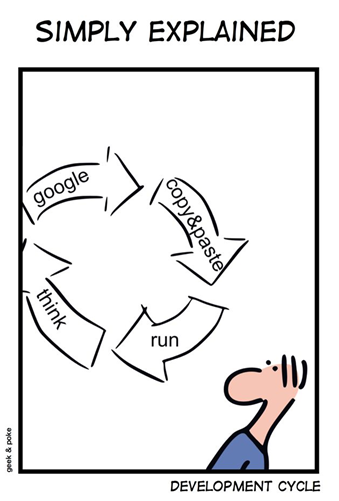 SIMPLY EXPLAINED
google
copy&paste
run
think
geek & poke
DEVELOPMENT CYCLE